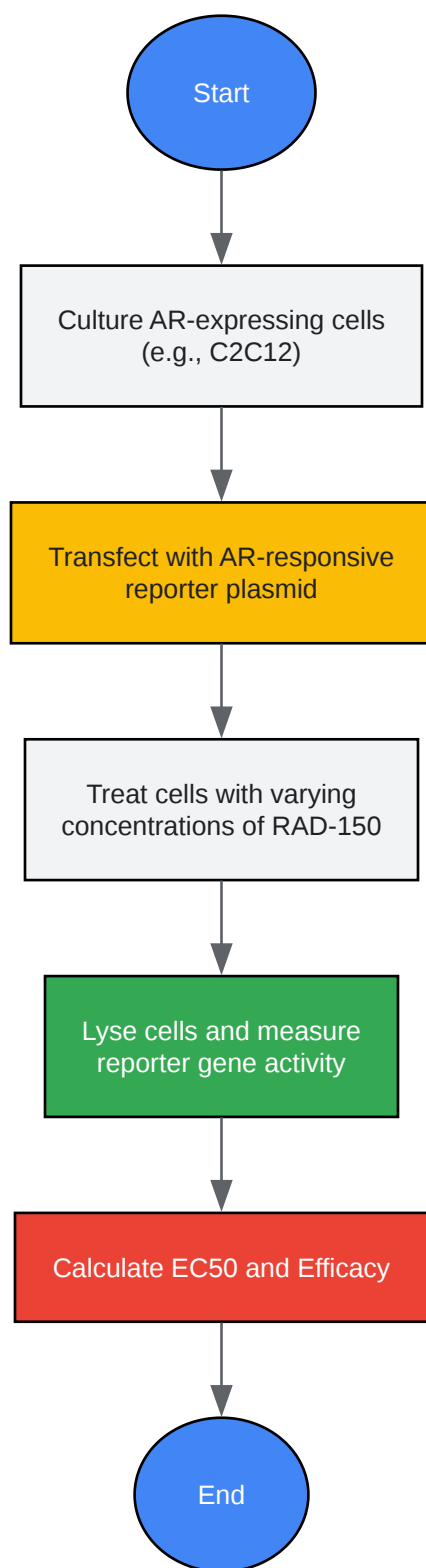 Start
Culture AR-expressing cells
(e.g., C2C12)
Transfect with AR-responsive
reporter plasmid
Treat cells with varying
concentrations of RAD-150
Lyse cells and measure
reporter gene activity
Calculate EC50 and Efficacy
End